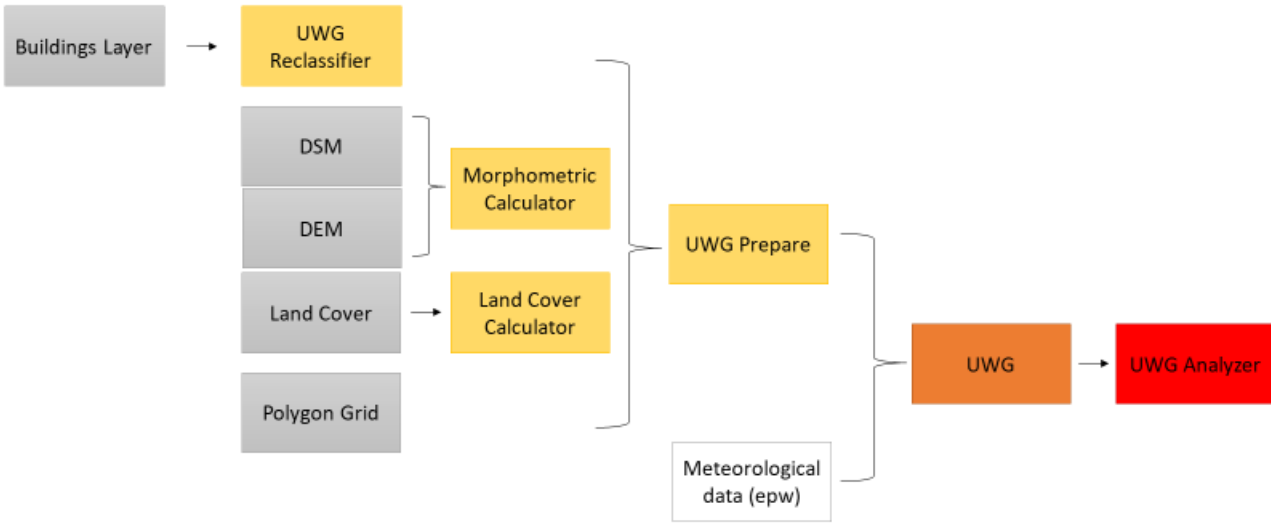 Buildings Layer
UWG
Reclassifier
DSM
DEM
Morphometric
Calculator
Land Cover
Land Cover
Calculator
Polygon Grid
UWG Prepare
Meteorological
data (epw)
UWG
UWG Analyzer